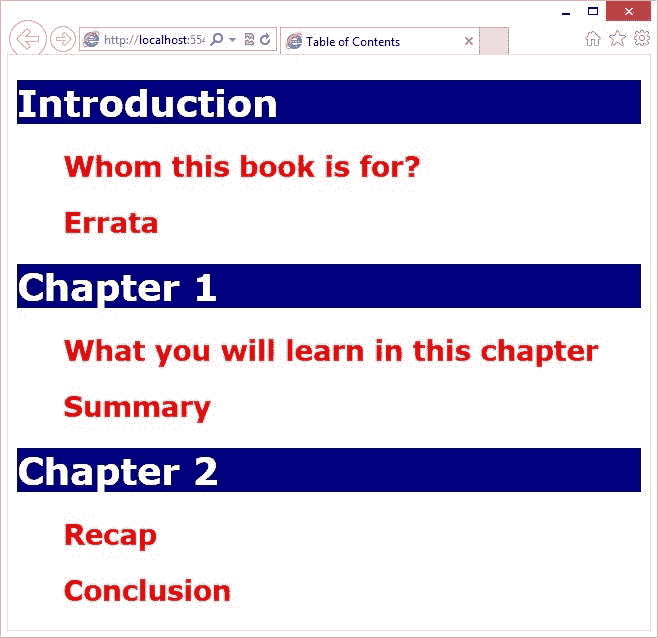 http://localhost:554
Table of Contents
Introduction
Whom this book is for?
Errata
Chapter 1
What you will learn in this chapter
Summary
Chapter 2
Recap
Conclusion